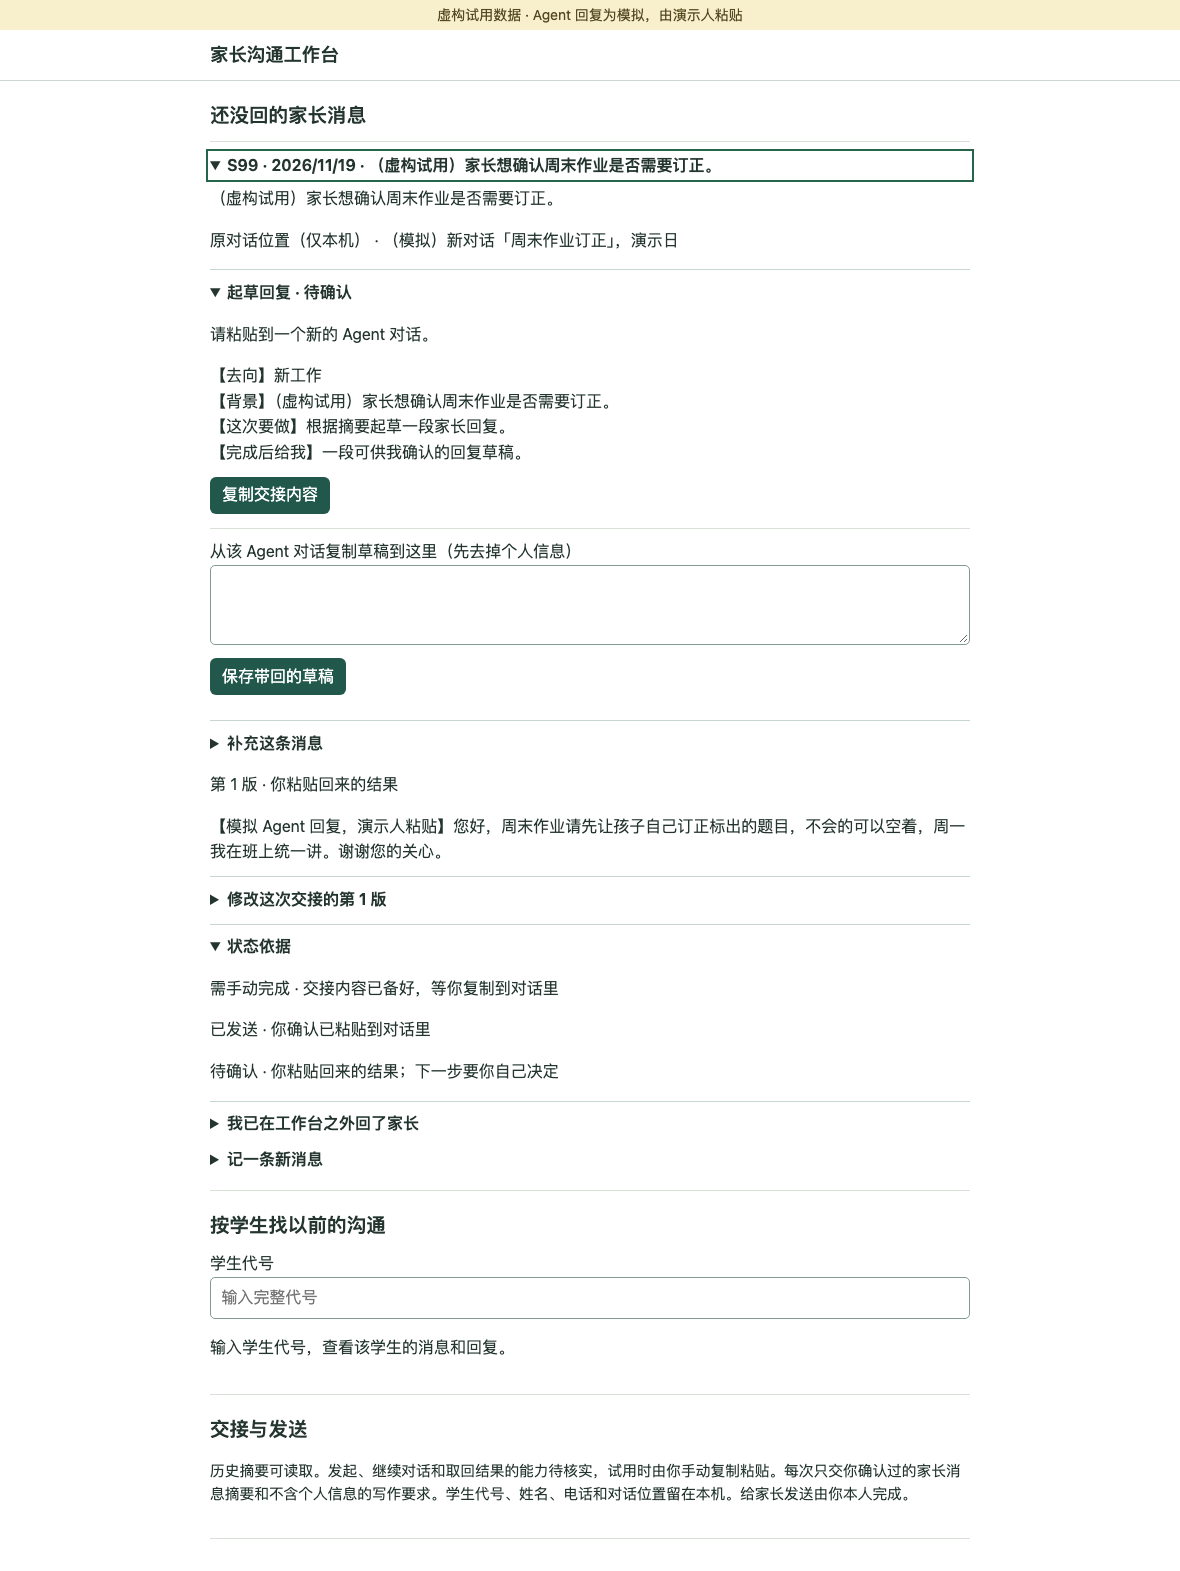 虚构试用数据 · Agent 回复为模拟，由演示人粘贴
家长沟通工作台
还没回的家长消息
▼ S99 · 2026/11/19 · （虚构试用）家长想确认周末作业是否需要订正。
（虚构试用）家长想确认周末作业是否需要订正。
原对话位置（仅本机） · （模拟）新对话「周末作业订正」，演示日
▼ 起草回复 · 待确认
请粘贴到一个新的 Agent 对话。
【去向】新工作
【背景】（虚构试用）家长想确认周末作业是否需要订正。
【这次要做】根据摘要起草一段家长回复。
【完成后给我】一段可供我确认的回复草稿。
复制交接内容
从该 Agent 对话复制草稿到这里（先去掉个人信息）
保存带回的草稿
▶ 补充这条消息
第 1 版 · 你粘贴回来的结果
【模拟 Agent 回复，演示人粘贴】您好，周末作业请先让孩子自己订正标出的题目，不会的可以空着，周一
我在班上统一讲。谢谢您的关心。
▶ 修改这次交接的第 1 版
▼ 状态依据
需手动完成 · 交接内容已备好，等你复制到对话里
已发送 · 你确认已粘贴到对话里
待确认 · 你粘贴回来的结果；下一步要你自己决定
▶ 我已在工作台之外回了家长
▶ 记一条新消息
按学生找以前的沟通
学生代号
输入完整代号
输入学生代号，查看该学生的消息和回复。
交接与发送
历史摘要可读取。发起、继续对话和取回结果的能力待核实，试用时由你手动复制粘贴。每次只交你确认过的家长消
息摘要和不含个人信息的写作要求。学生代号、姓名、电话和对话位置留在本机。给家长发送由你本人完成。